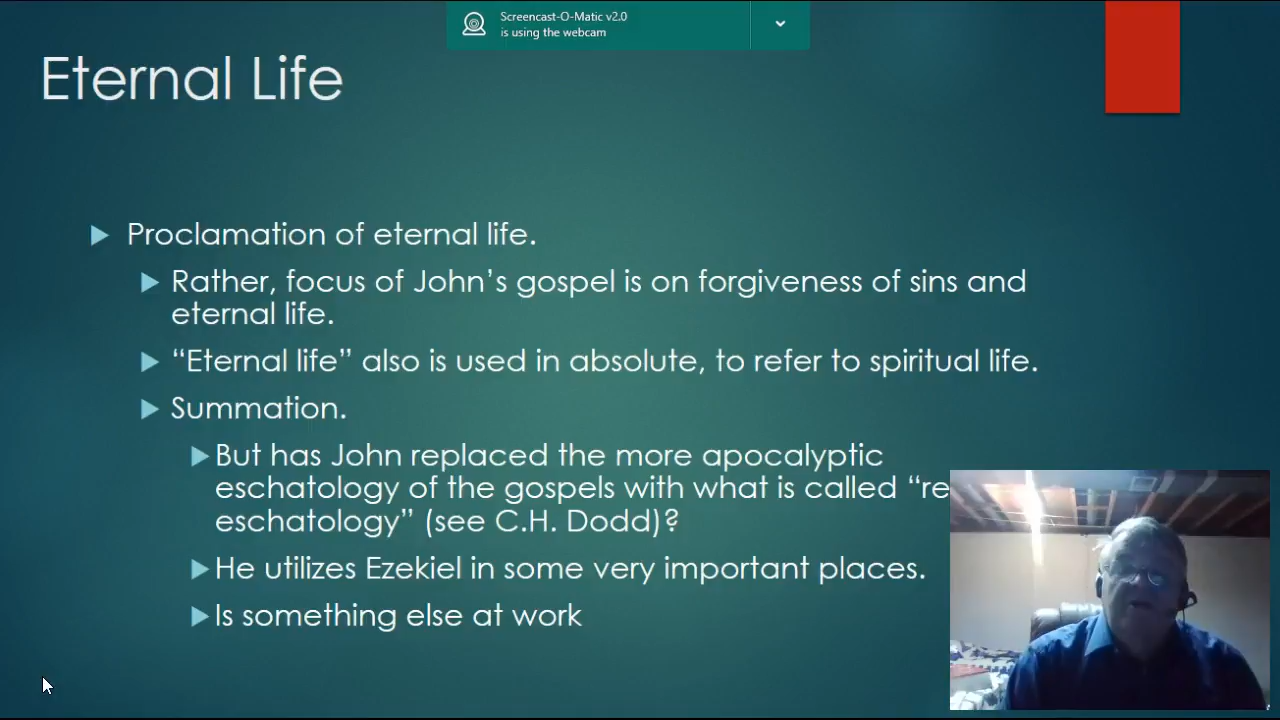 Screencast-O-Matic v2.0
is using the webcam
Eternal Life
Proclamation of eternal life.
Rather, focus of John’s gospel is on forgiveness of sins and
eternal life.
“Eternal life” also is used in absolute, to refer to spiritual life.
Summation.
But has John replaced the more apocalyptic
eschatology of the gospels with what is called “re
eschatology” (see C.H. Dodd)?
He utilizes Ezekiel in some very important places.
Is something else at work